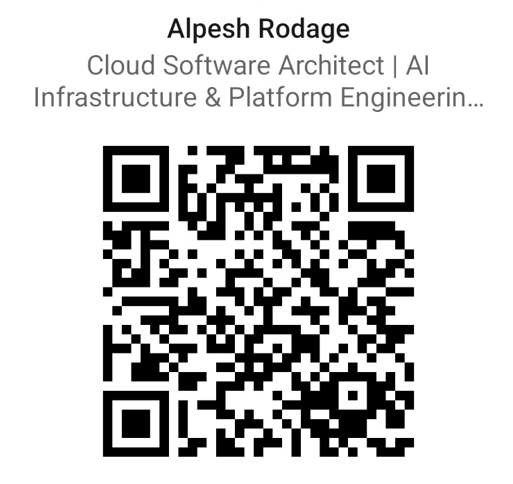 Alpesh Rodage
Cloud Software Architect | AI
Infrastructure & Platform Engineerin...